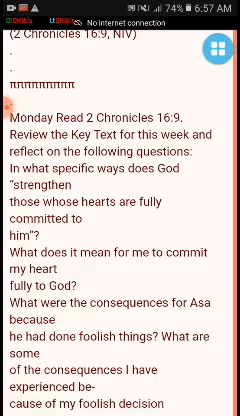 74% 6:57 AM
0:0KB/s U:0KB/s No internet connection
(2 Chronicles 16:9, NIV)
.
.
πππππππππ
Monday Read 2 Chronicles 16:9.
Review the Key Text for this week and
reflect on the following questions:
In what specific ways does God
“strengthen
those whose hearts are fully
committed to
him”?
What does it mean for me to commit
my heart
fully to God?
What were the consequences for Asa
because
he had done foolish things? What are
some
of the consequences I have
experienced be-
cause of my foolish decision